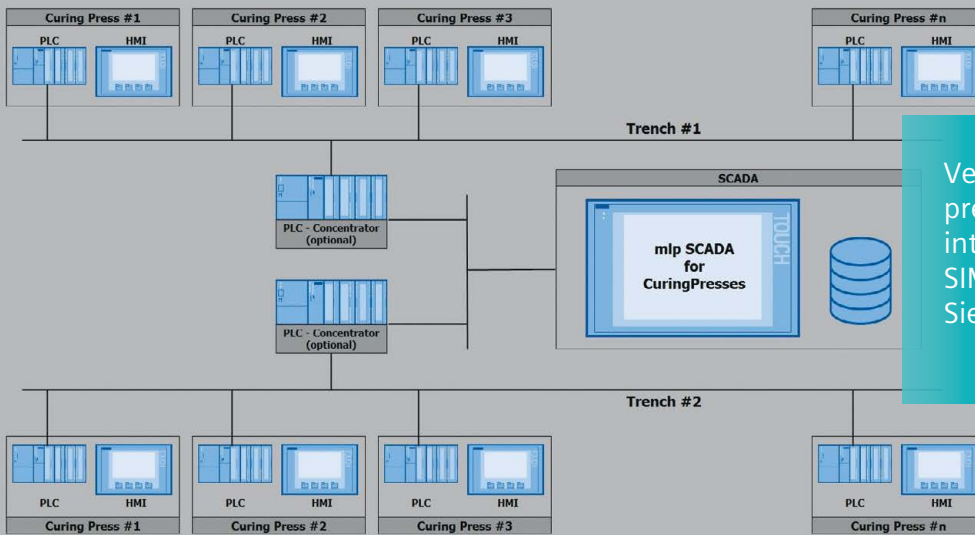 Curing Press #1
Curing Press #2
Curing Press #3
Curing Press #n
PLC HMI
PLC HMI
PLC HMI
PLC HMI
Trench #1
PLC - Concentrator
(optional)
SCADA
TOUCH
mlp SCADA
for
CuringPresses
PLC - Concentrator
(optional)
Trench #2
PLC HMI
PLC HMI
PLC HMI
PLC HMI
Curing Press #1
Curing Press #2
Curing Press #3
Curing Press #n